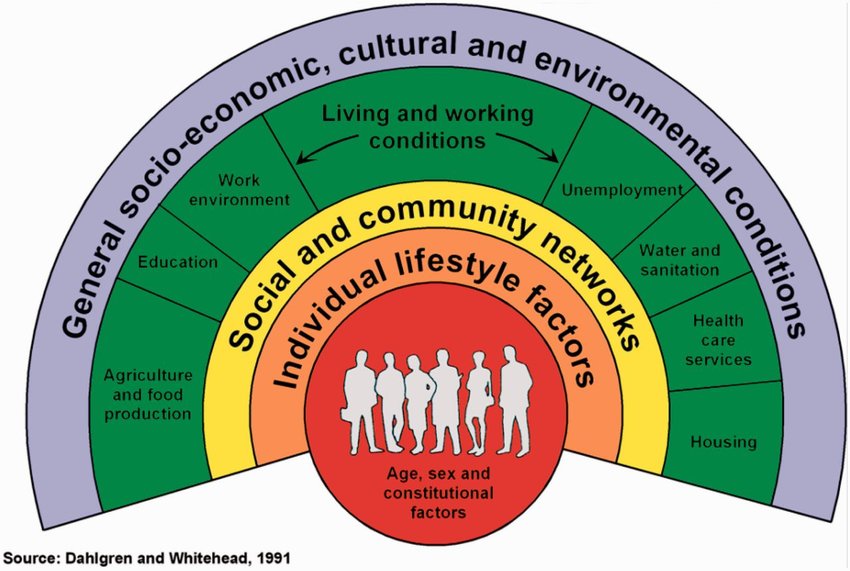 General socio-economic, cultural and environmental conditions
Living and working
conditions
Work
environment
Unemployment
Education
Water and
sanitation
Agriculture
and food
production
Health
care
services
Housing
Social and community networks
Individual lifestyle factors
Age, sex and
constitutional
factors
Source: Dahlgren and Whitehead, 1991